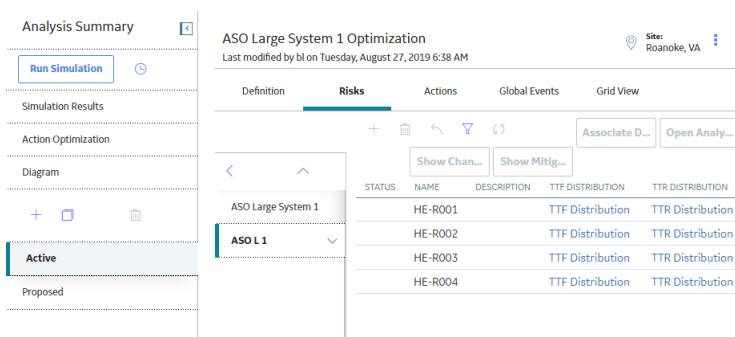 Analysis Summary
Run Simulation
Simulation Results
Action Optimization
Diagram
Active
Proposed
ASO Large System 1 Optimization
Last modified by bl on Tuesday, August 27, 2019 6:38 AM
Site:
Roanoke, VA
Definition Risks Actions Global Events Grid View
Associate D... Open Analy...
Show Chan... Show Mitig...
ASO Large System 1
ASO L 1
STATUS NAME DESCRIPTION TTF DISTRIBUTION TTR DISTRIBUTION
HE-R001 TTF Distribution TTR Distribution
HE-R002 TTF Distribution TTR Distribution
HE-R003 TTF Distribution TTR Distribution
HE-R004 TTF Distribution TTR Distribution